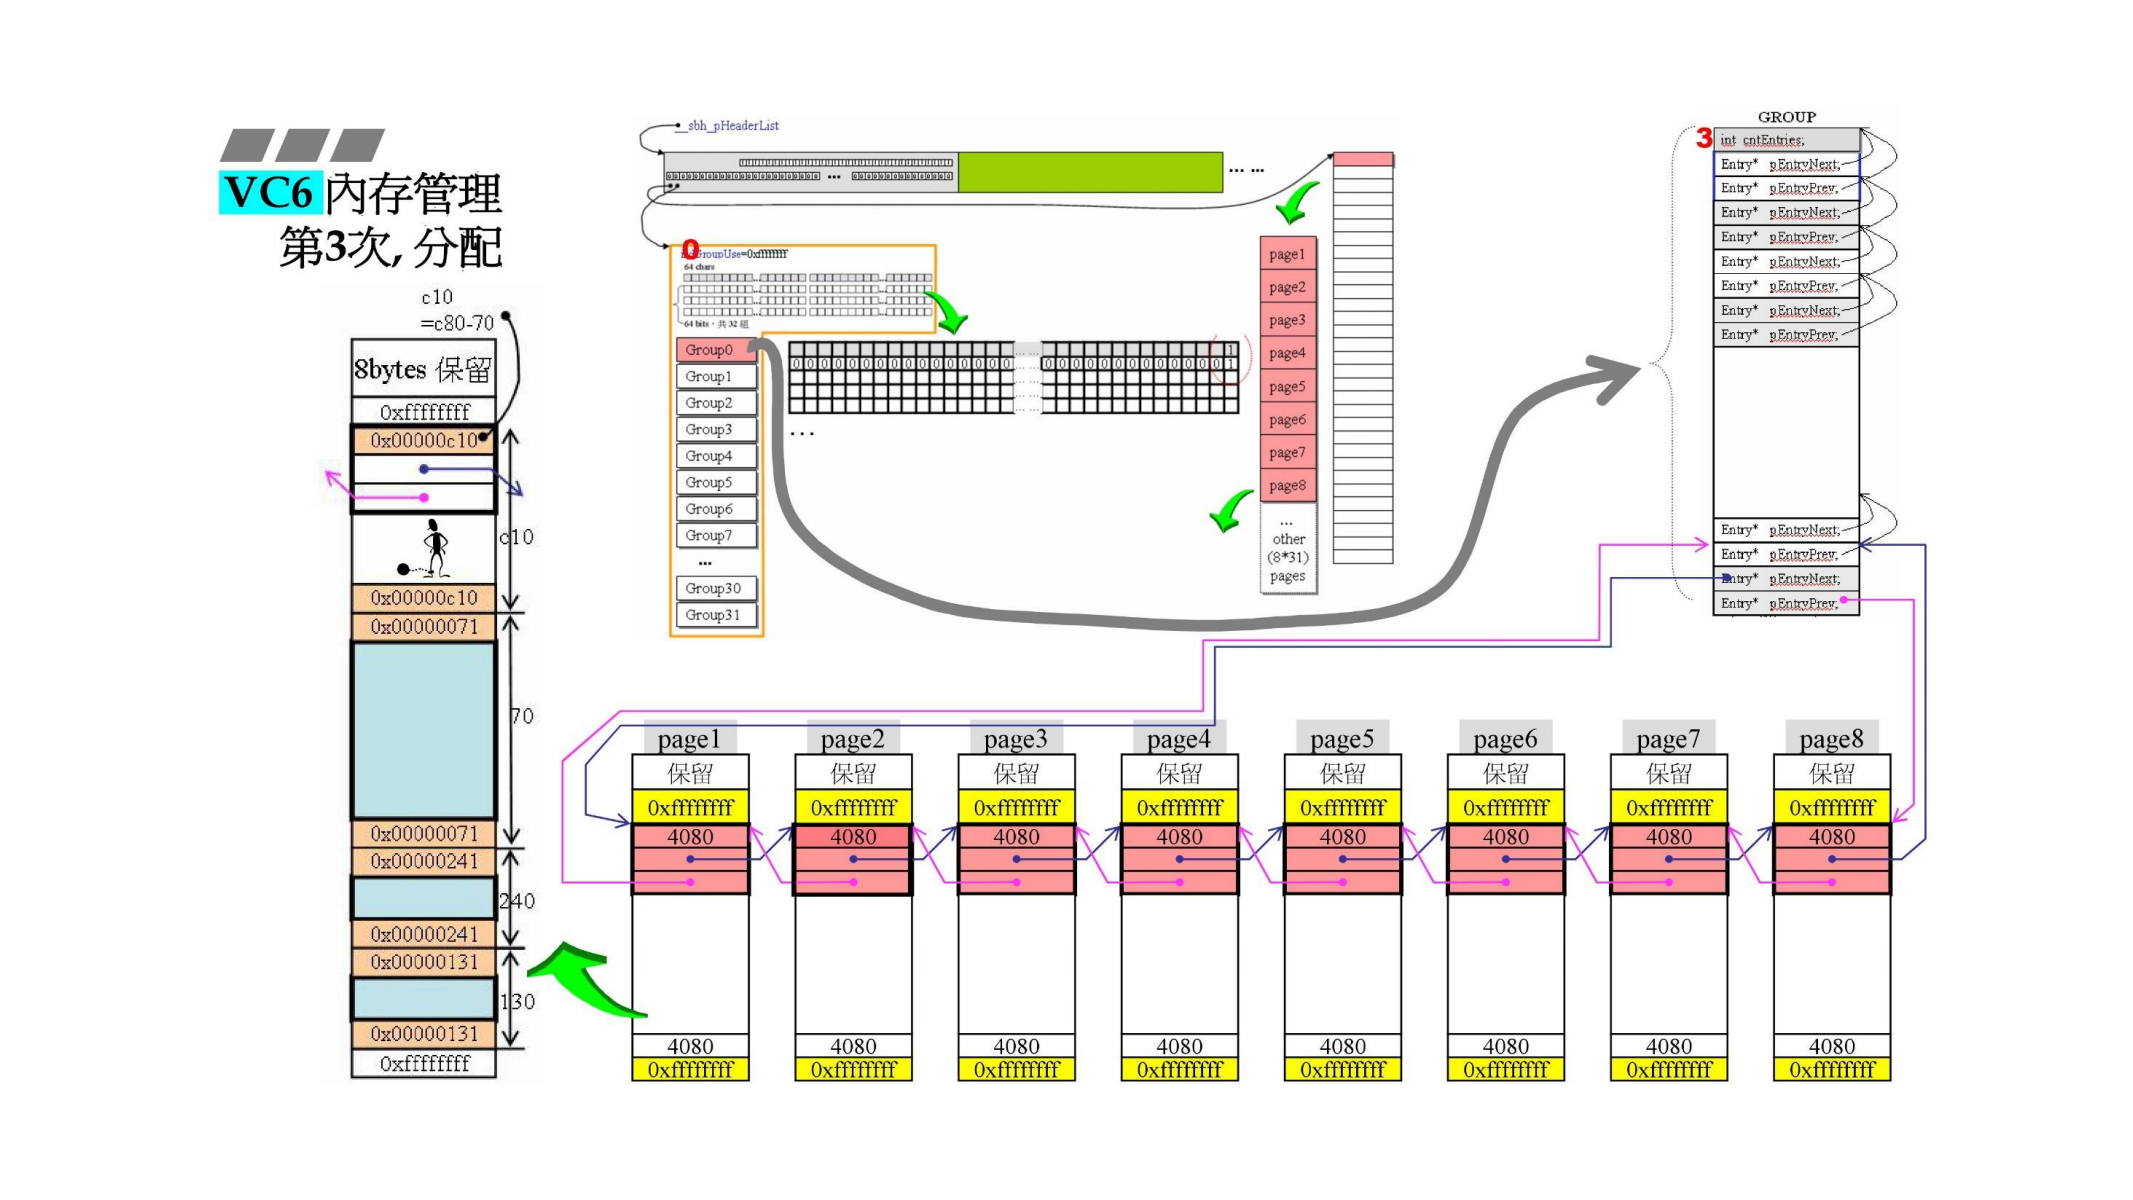 VC6 內存管理
第3次, 分配
c10
=c80-70
8bytes 保留
0xffffffff
0x00000c10
c10
0x00000c10
0x00000071
70
0x00000071
0x00000241
240
0x00000241
0x00000131
130
0x00000131
0xffffffff
__sbh_pHeaderList
... ...
0
GroupUse=0xffffffff
64 chars
64 bits，共 32 組
Group0
Group1
Group2
Group3
Group4
Group5
Group6
Group7
...
Group30
Group31
...
page1
page2
page3
page4
page5
page6
page7
page8
...
other
(8*31)
pages
GROUP
3
int cntEntries;
Entry* pEntryNext;
Entry* pEntryPrev;
Entry* pEntryNext;
Entry* pEntryPrev;
Entry* pEntryNext;
Entry* pEntryPrev;
Entry* pEntryNext;
Entry* pEntryPrev;
Entry* pEntryNext;
Entry* pEntryPrev;
Entry* pEntryNext;
Entry* pEntryPrev;
page1 page2 page3 page4 page5 page6 page7 page8
保留 保留 保留 保留 保留 保留 保留 保留
0xffffffff 0xffffffff 0xffffffff 0xffffffff 0xffffffff 0xffffffff 0xffffffff 0xffffffff
4080 4080 4080 4080 4080 4080 4080 4080
4080 4080 4080 4080 4080 4080 4080 4080
0xffffffff 0xffffffff 0xffffffff 0xffffffff 0xffffffff 0xffffffff 0xffffffff 0xffffffff